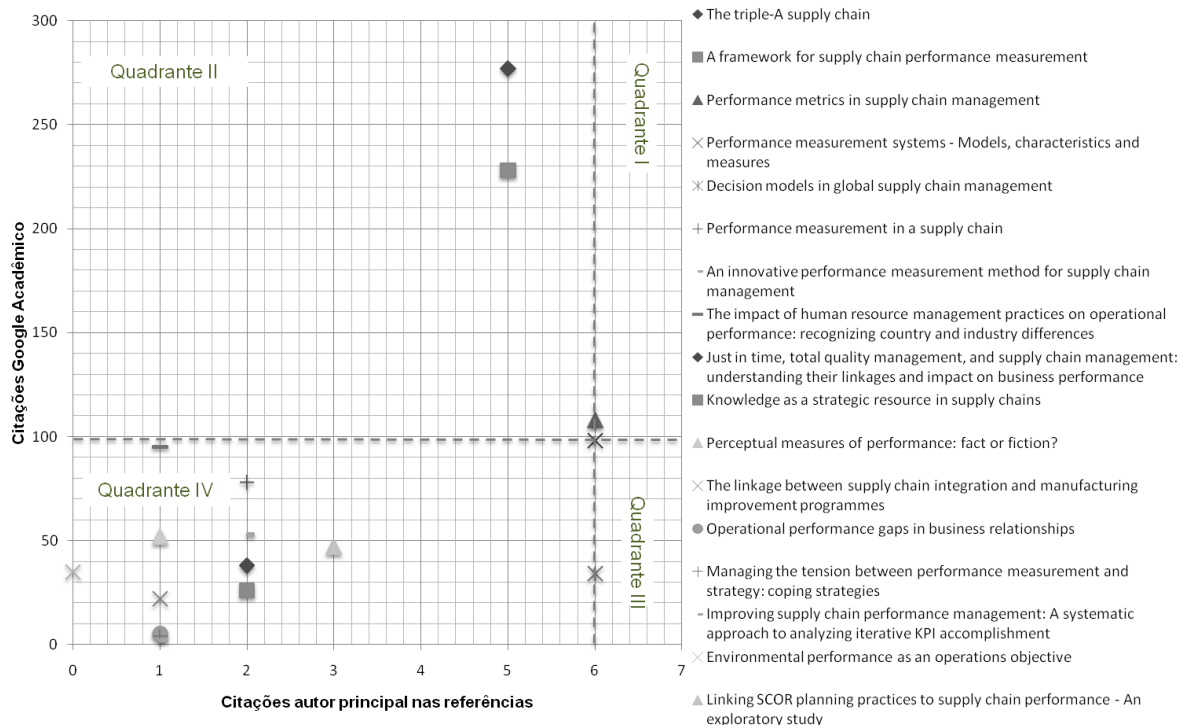 300
250
200
150
100
50
0
0 1 2 3 4 5 6 7
Citações Google Acadêmico
Citações autor principal nas referências
Quadrante II
Quadrante I
Quadrante IV
Quadrante III
The triple-A supply chain
A framework for supply chain performance measurement
Performance metrics in supply chain management
Performance measurement systems - Models, characteristics and
measures
Decision models in global supply chain management
Performance measurement in a supply chain
An innovative performance measurement method for supply chain
management
The impact of human resource management practices on operational
performance: recognizing country and industry differences
Just in time, total quality management, and supply chain management:
understanding their linkages and impact on business performance
Knowledge as a strategic resource in supply chains
Perceptual measures of performance: fact or fiction?
The linkage between supply chain integration and manufacturing
improvement programmes
Operational performance gaps in business relationships
Managing the tension between performance measurement and
strategy: coping strategies
Improving supply chain performance management: A systematic
approach to analyzing iterative KPI accomplishment
Environmental performance as an operations objective
Linking SCOR planning practices to supply chain performance - An
exploratory study